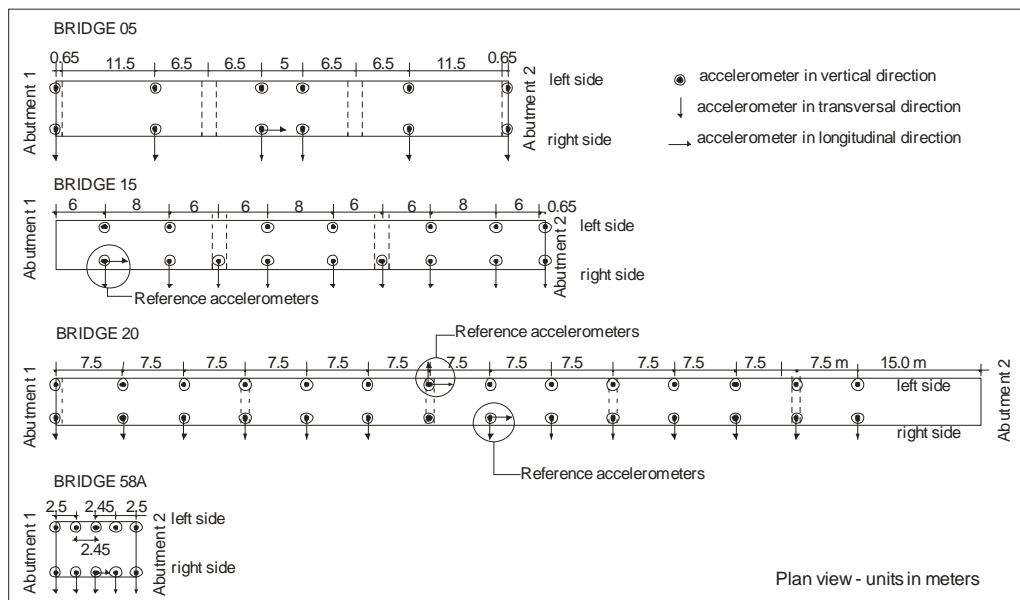 BRIDGE 05
0.65 11.5 6.5 6.5 5 6.5 6.5 11.5 0.65
Abutment 1
Abutment 2
left side
right side
accelerometer in vertical direction
accelerometer in transversal direction
accelerometer in longitudinal direction
BRIDGE 15
6 8 6 6 8 6 6 8 6 0.65
Abutment 1
Abutment 2
left side
right side
Reference accelerometers
Reference accelerometers
BRIDGE 20
7.5 7.5 7.5 7.5 7.5 7.5 7.5 7.5 7.5 7.5 7.5 7.5 7.5 m 15.0 m
Abutment 1
Abutment 2
left side
right side
Reference accelerometers
BRIDGE 58A
2.5 2.45 2.5
Abutment 1
Abutment 2
left side
2.45
right side
Plan view - units in meters